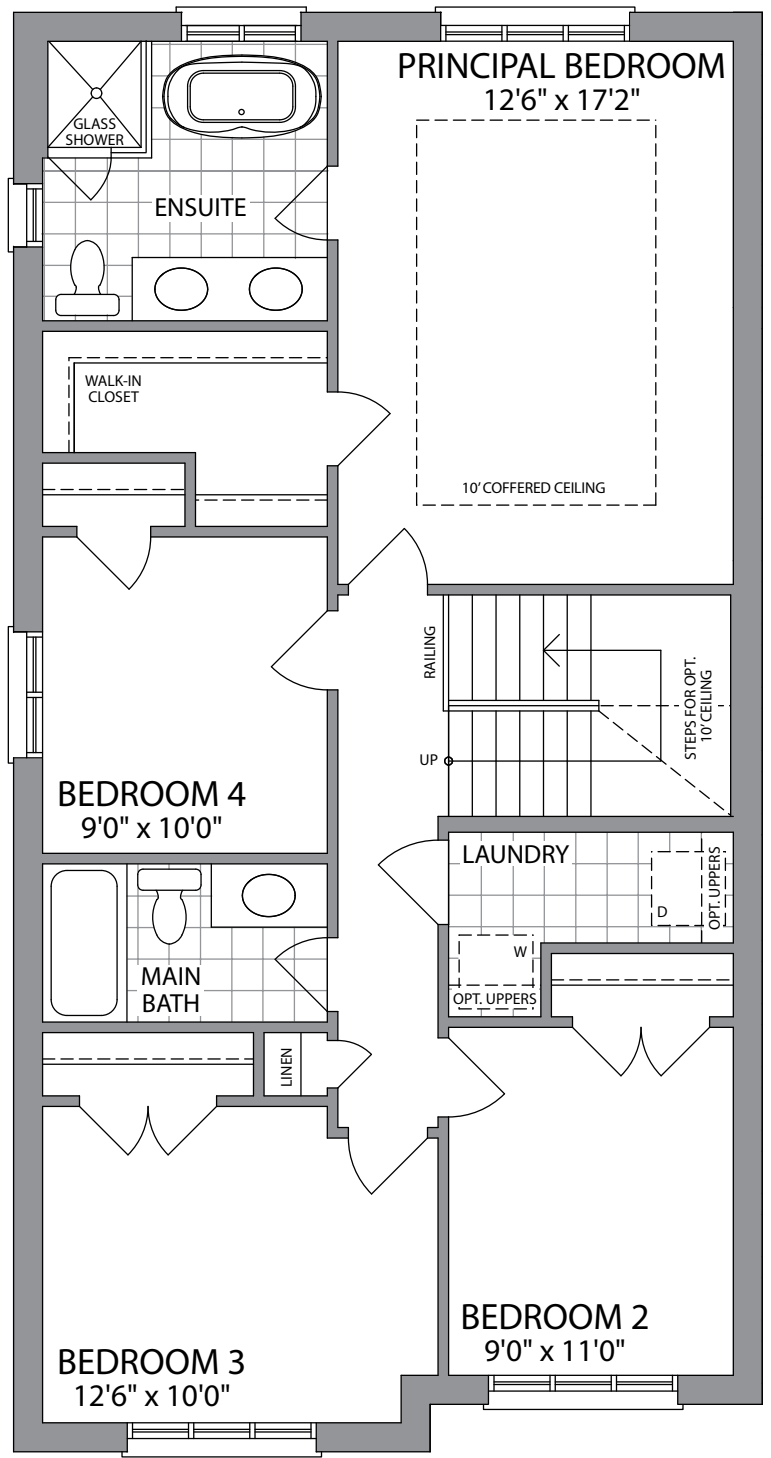 PRINCIPAL BEDROOM
12'6" x 17'2"
GLASS
SHOWER
ENSUITE
WALK-IN
CLOSET
10' COFFERED CEILING
RAILING
STEPS FOR OPT.
10' CEILING
UP
BEDROOM 4
9'0" x 10'0"
LAUNDRY
D
OPT. UPPERS
W
OPT. UPPERS
MAIN
BATH
LINEN
BEDROOM 2
9'0" x 11'0"
BEDROOM 3
12'6" x 10'0"